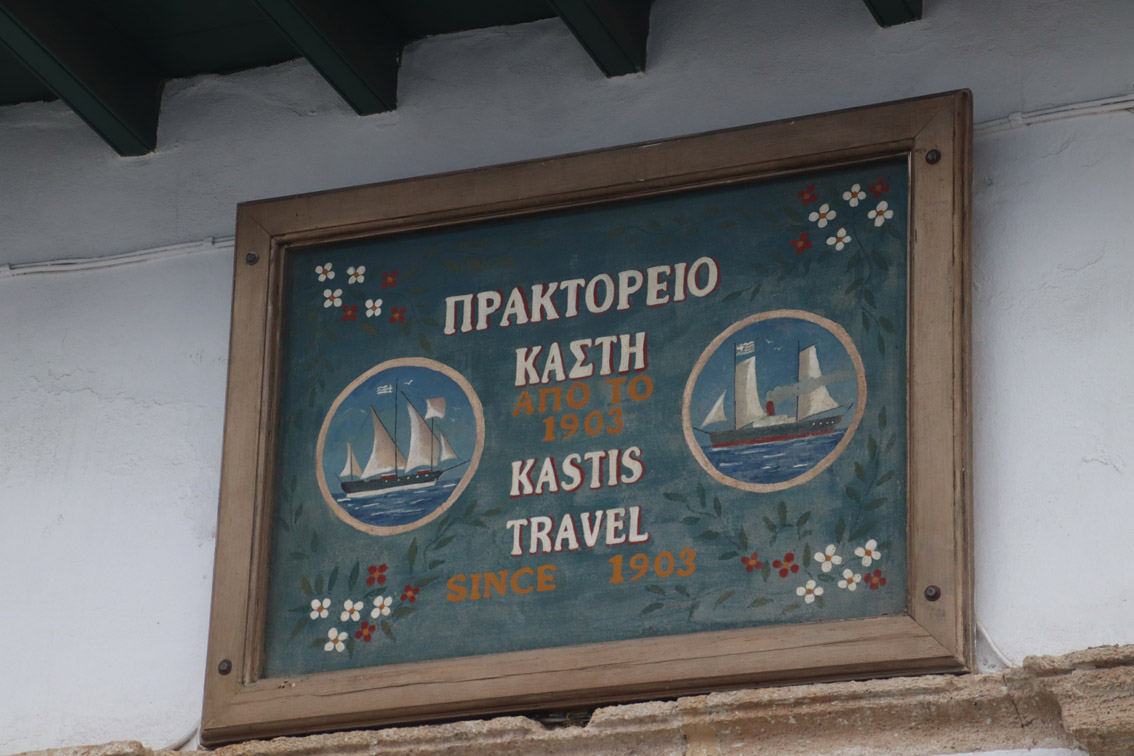 ΠΡΑΚΤΟΡΕΙΟ
ΚΑΣΤΗ
ΑΠΟ ΤΟ
1903
KASTIS
TRAVEL
SINCE 1903